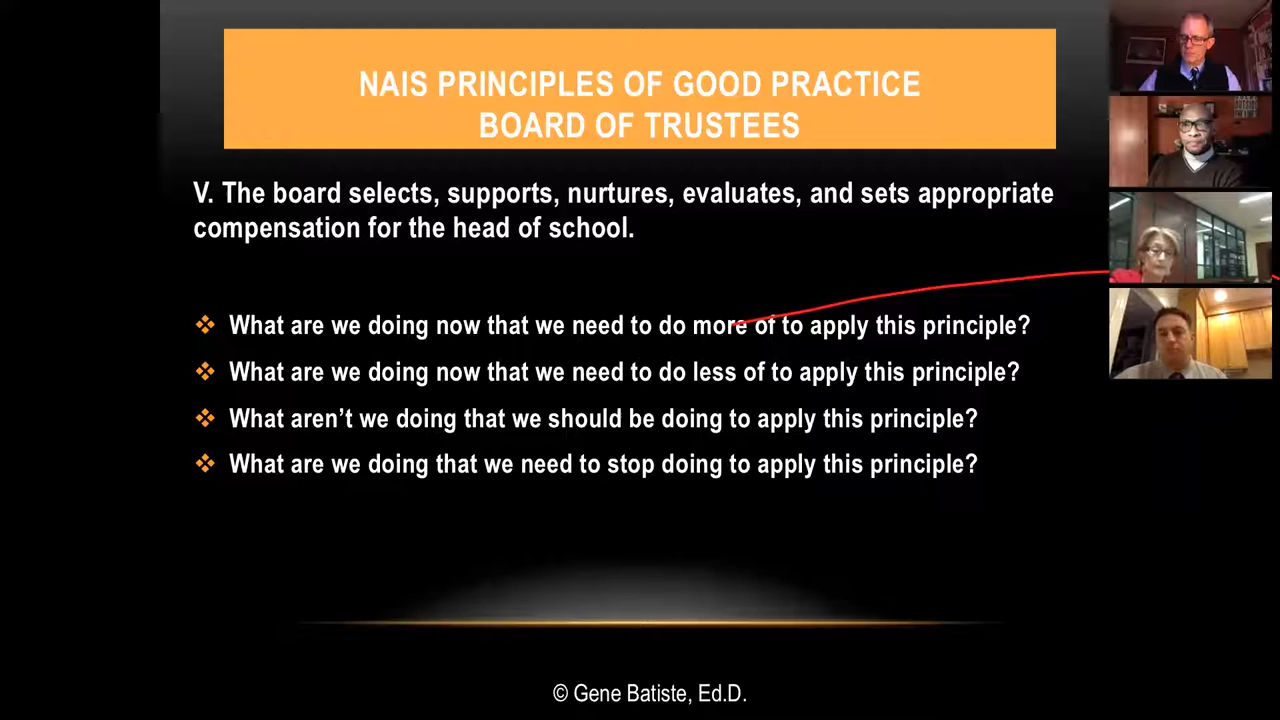 NAIS PRINCIPLES OF GOOD PRACTICE
BOARD OF TRUSTEES
V. The board selects, supports, nurtures, evaluates, and sets appropriate
compensation for the head of school.
❖ What are we doing now that we need to do more of to apply this principle?
❖ What are we doing now that we need to do less of to apply this principle?
❖ What aren’t we doing that we should be doing to apply this principle?
❖ What are we doing that we need to stop doing to apply this principle?
© Gene Batiste, Ed.D.